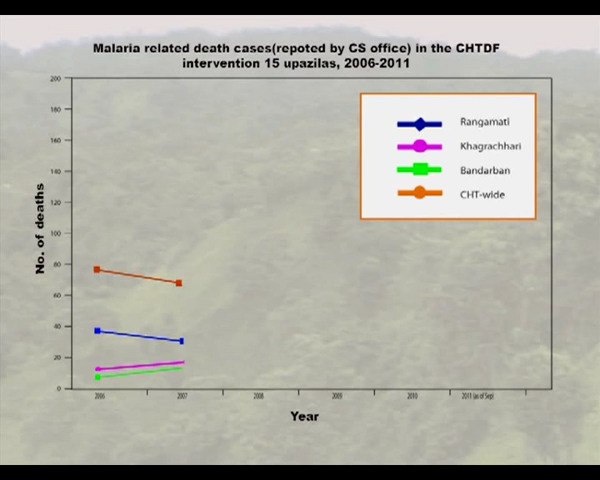 Malaria related death cases(repoted by CS office) in the CHTDF
intervention 15 upazilas, 2006-2011
200
180
160
140
120
100
80
60
40
20
0
No. of deaths
Rangamati
Khagrachhari
Bandarban
CHT-wide
2006 2007 2008 2009 2010 2011 (as of Sep)
Year